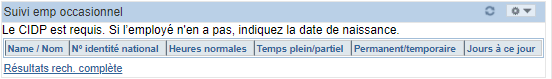 Suivi emp occasionnel
Le CIDP est requis. Si l'employé n'en a pas, indiquez la date de naissance.
Name / Nom Nº identité national Heures normales Temps plein/partiel Permanent/temporaire Jours à ce jour
Résultats rech. complète